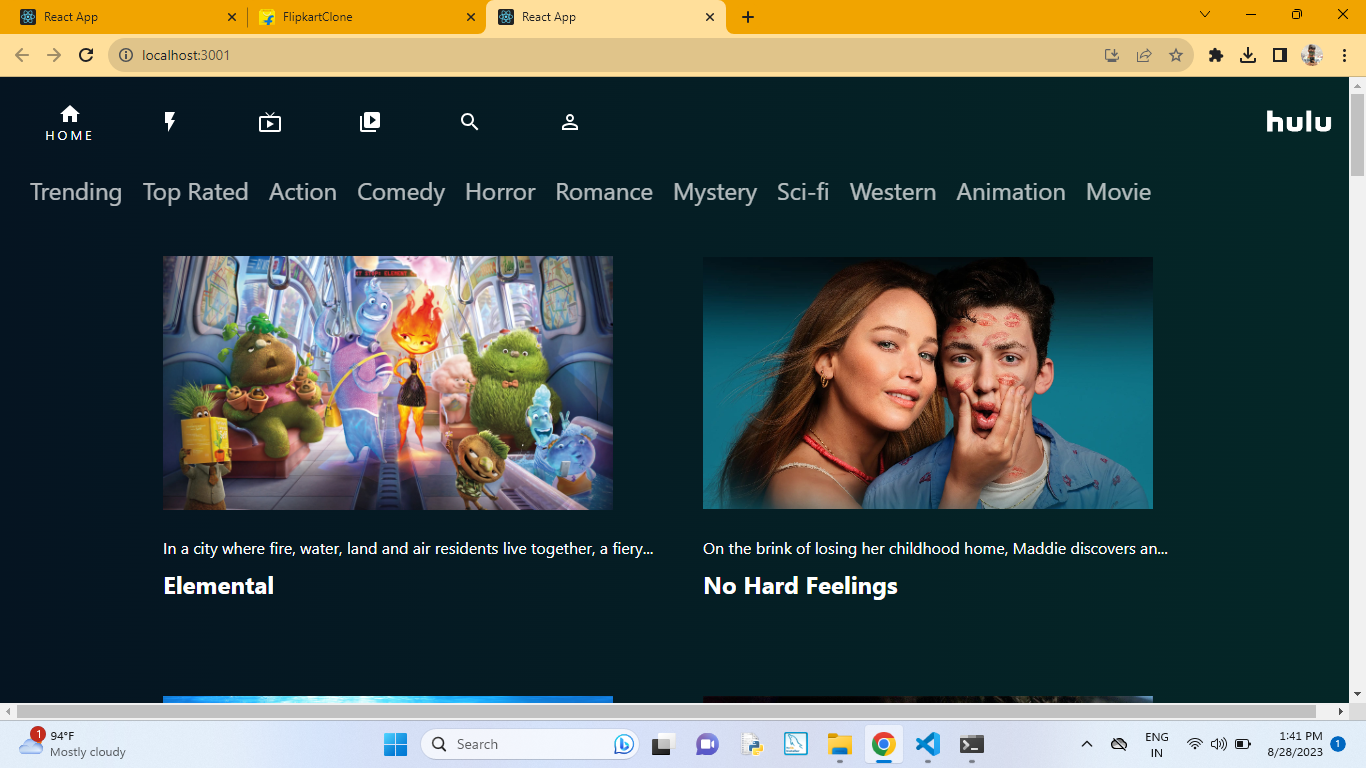 React App
FlipkartClone
React App
localhost:3001
HOME
hulu
Trending Top Rated Action Comedy Horror Romance Mystery Sci-fi Western Animation Movie
In a city where fire, water, land and air residents live together, a fiery...
Elemental
On the brink of losing her childhood home, Maddie discovers an...
No Hard Feelings
1
94°F
Mostly cloudy
Search
ENG
IN
1:41 PM
8/28/2023
1